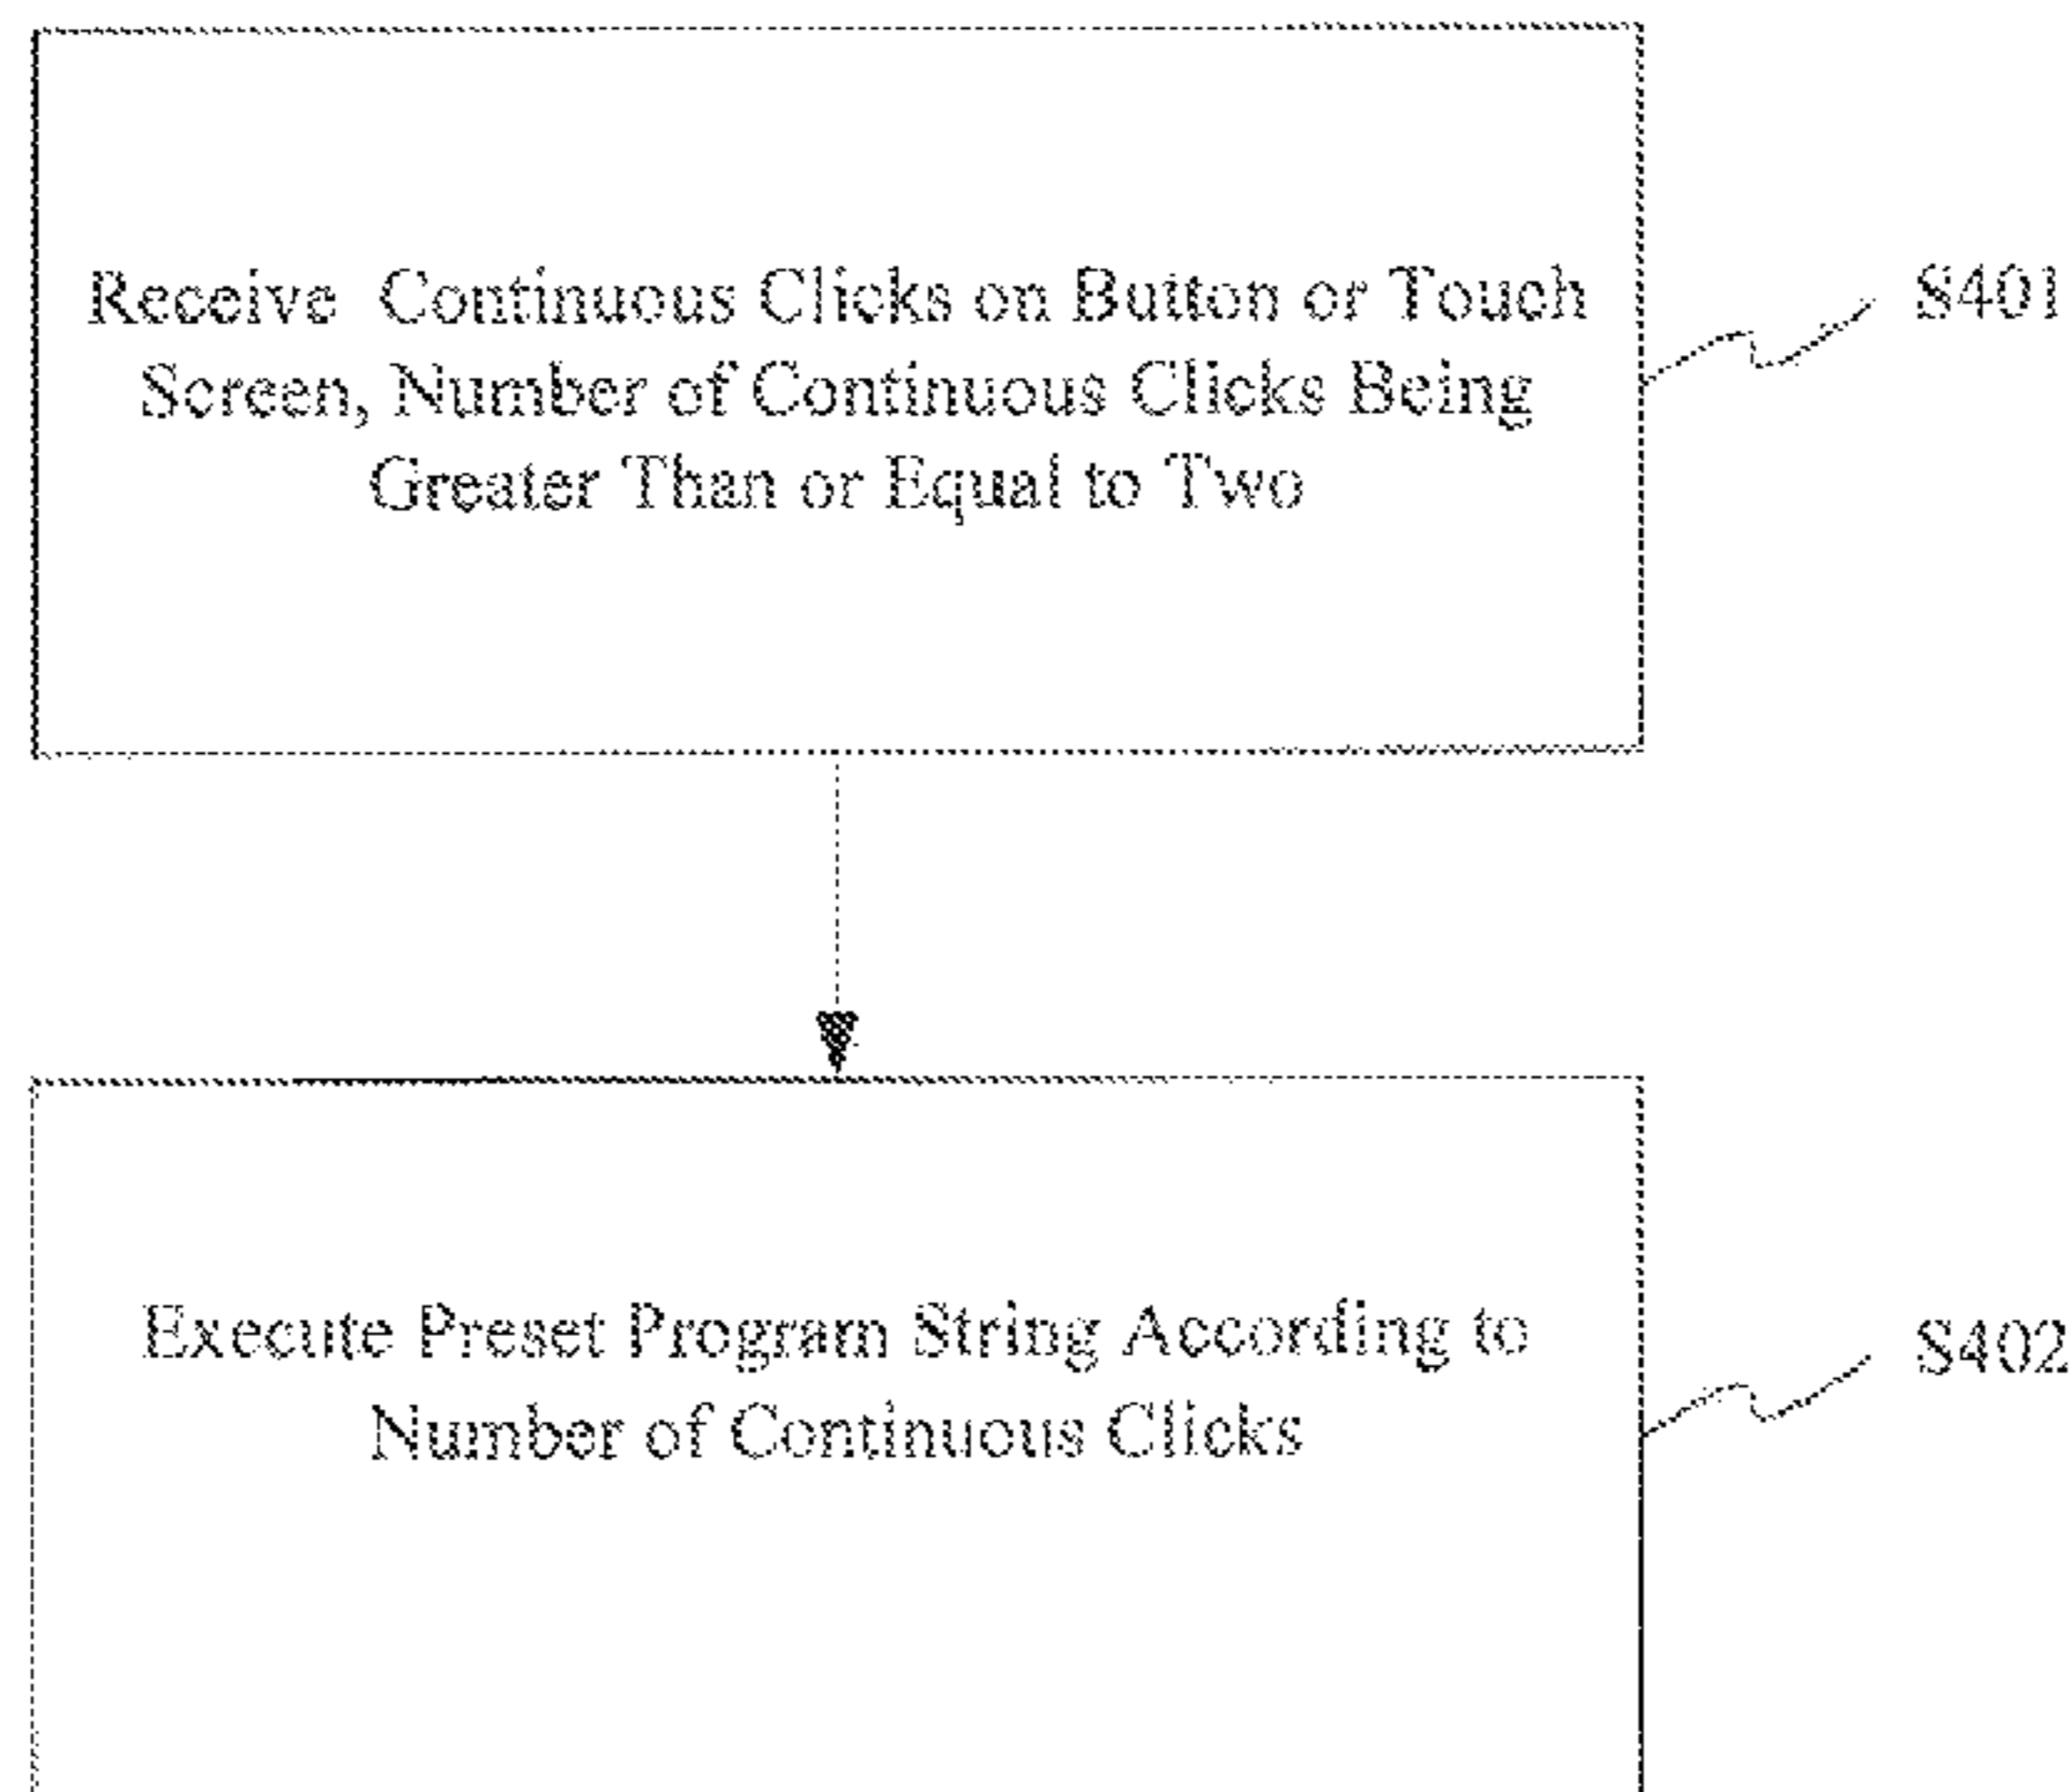 Receive Continuous Clicks on Button or Touch
Screen, Number of Continuous Clicks Being
Greater Than or Equal to Two
S401
Execute Preset Program String According to
Number of Continuous Clicks
S402